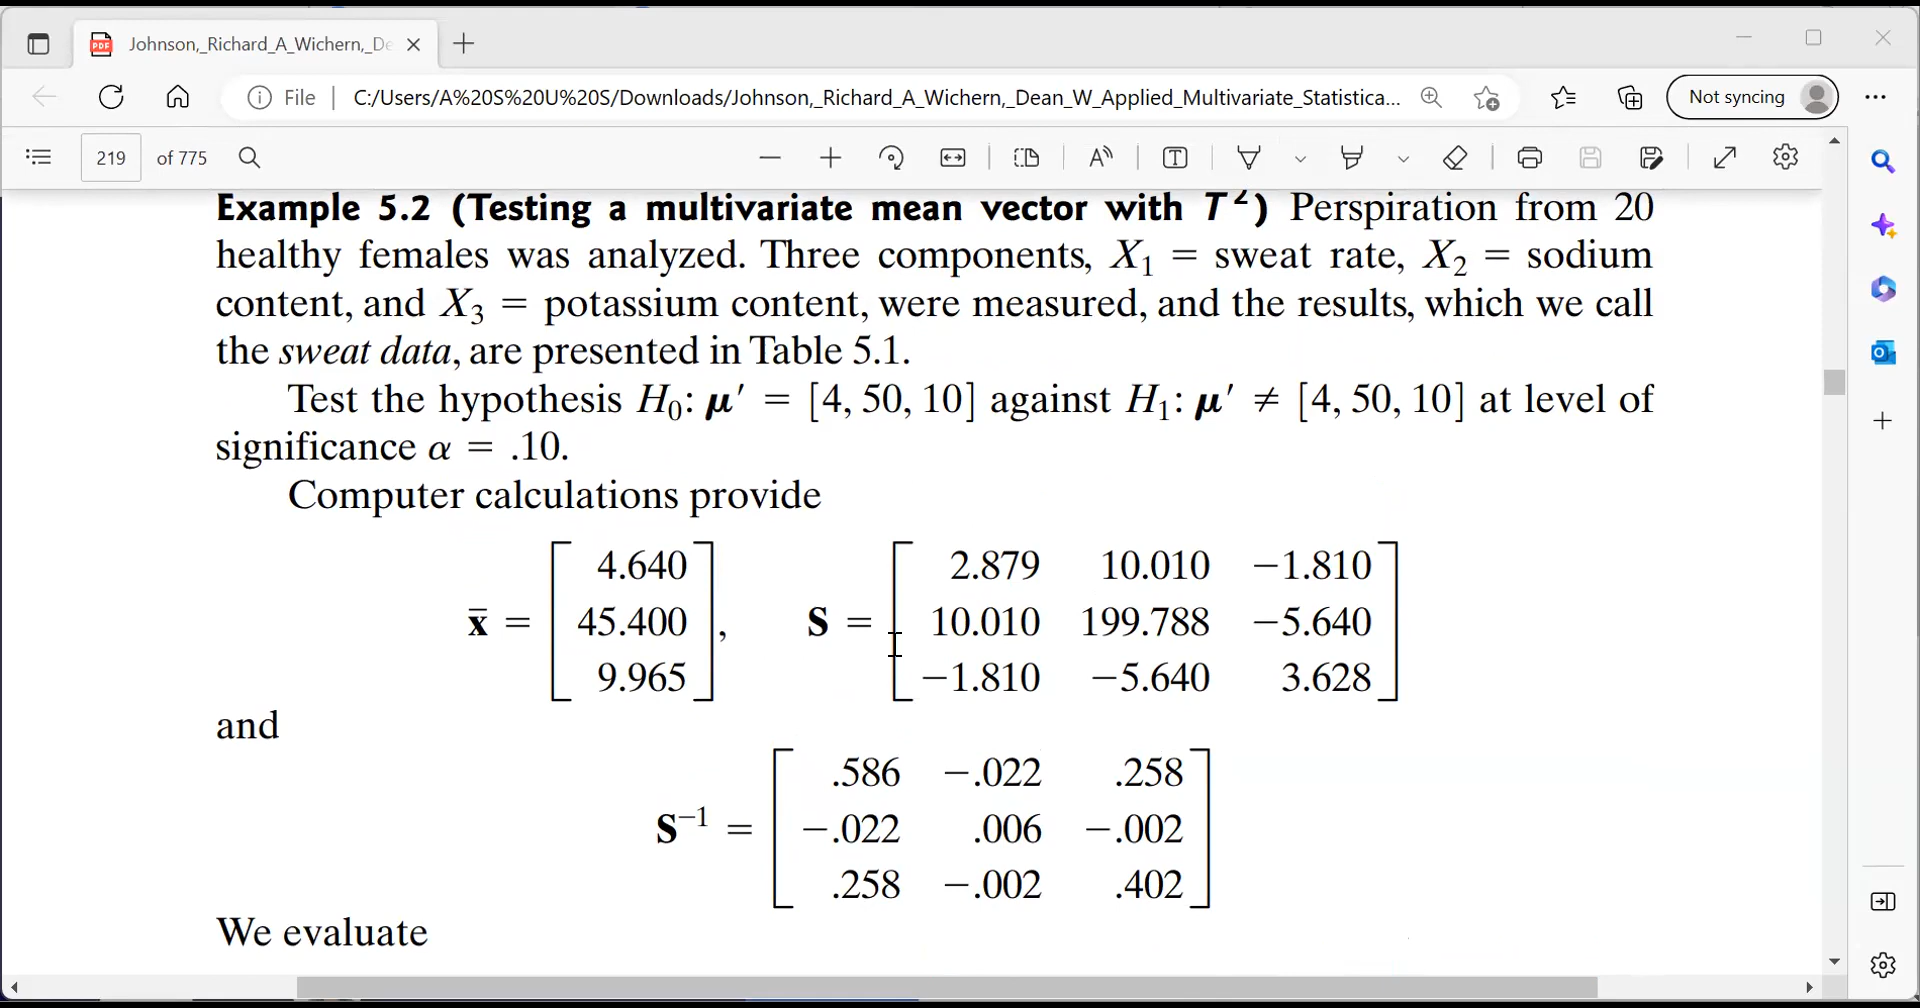 Johnson,_Richard_A_Wichern,_De
File
C:/Users/A%20S%20U%20S/Downloads/Johnson,_Richard_A_Wichern,_Dean_W_Applied_Multivariate_Statistica...
Not syncing
219 of 775
Example 5.2 (Testing a multivariate mean vector with T²) Perspiration from 20
healthy females was analyzed. Three components, X₁ = sweat rate, X₂ = sodium
content, and X₃ = potassium content, were measured, and the results, which we call
the sweat data, are presented in Table 5.1.
Test the hypothesis H₀: μ′ = [4, 50, 10] against H₁: μ′ ≠ [4, 50, 10] at level of
significance α = .10.
Computer calculations provide
4.640 2.879 10.010 −1.810
x̄ = 45.400 , S = 10.010 199.788 −5.640
9.965 −1.810 −5.640 3.628
and
.586 −.022 .258
S⁻¹ = −.022 .006 −.002
.258 −.002 .402
We evaluate